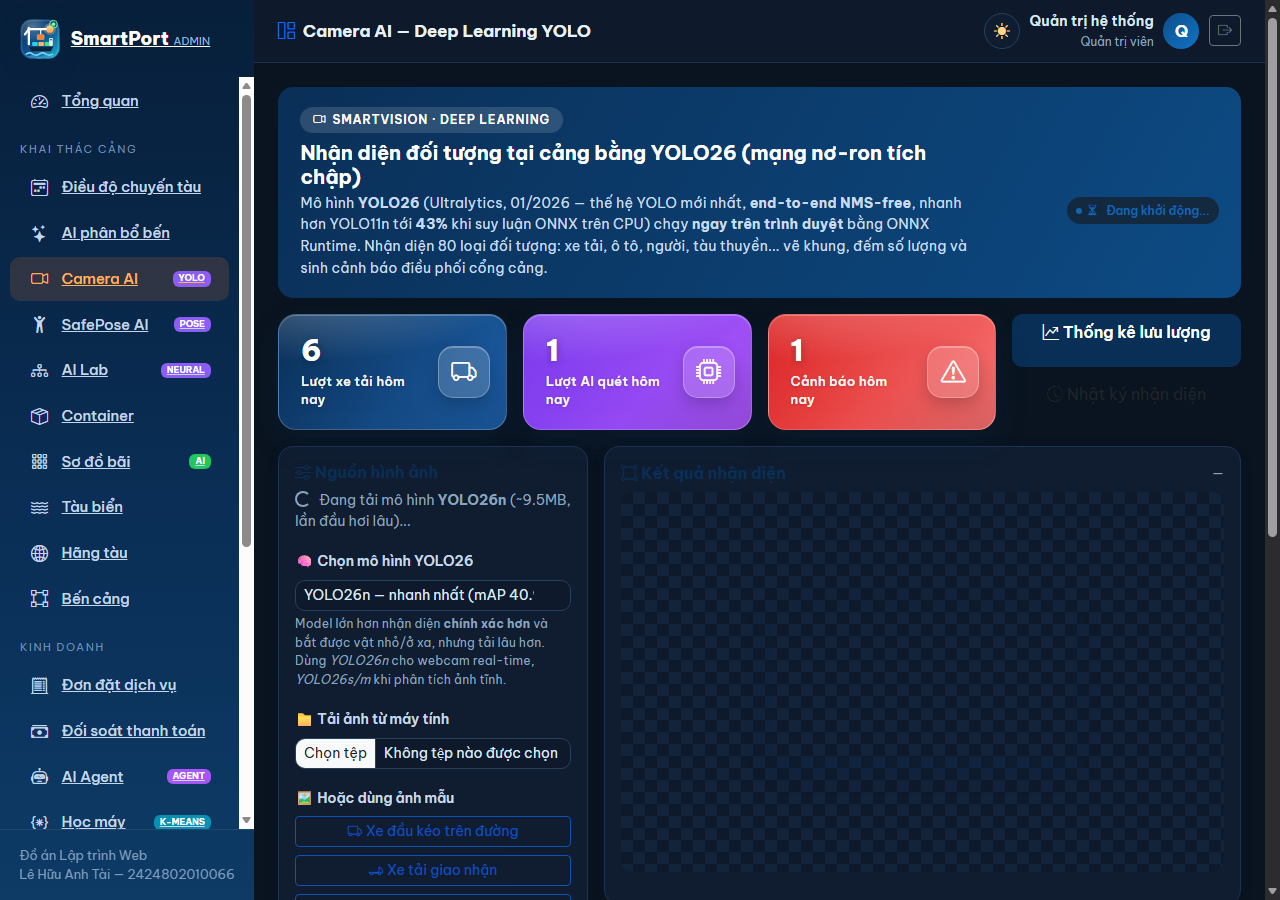 SmartPort ADMIN
Tổng quan
KHAI THÁC CẢNG
Điều độ chuyến tàu
AI phân bổ bến
Camera AI YOLO
SafePose AI POSE
AI Lab NEURAL
Container
Sơ đồ bãi AI
Tàu biển
Hãng tàu
Bến cảng
KINH DOANH
Đơn đặt dịch vụ
Đối soát thanh toán
AI Agent AGENT
Học máy K-MEANS
Đồ án Lập trình Web
Lê Hữu Anh Tài — 2424802010066
Camera AI — Deep Learning YOLO
Quản trị hệ thống
Quản trị viên
Q
SMARTVISION · DEEP LEARNING
Nhận diện đối tượng tại cảng bằng YOLO26 (mạng nơ-ron tích
chập)
Mô hình YOLO26 (Ultralytics, 01/2026 — thế hệ YOLO mới nhất, end-to-end NMS-free, nhanh
hơn YOLO11n tới 43% khi suy luận ONNX trên CPU) chạy ngay trên trình duyệt bằng ONNX
Runtime. Nhận diện 80 loại đối tượng: xe tải, ô tô, người, tàu thuyền... vẽ khung, đếm số lượng và
sinh cảnh báo điều phối cổng cảng.
Đang khởi động...
6
Lượt xe tải hôm
nay
1
Lượt AI quét hôm
nay
1
Cảnh báo hôm
nay
Thống kê lưu lượng
Nhật ký nhận diện
Nguồn hình ảnh
Đang tải mô hình YOLO26n (~9.5MB,
lần đầu hơi lâu)...
Chọn mô hình YOLO26
YOLO26n — nhanh nhất (mAP 40.
Model lớn hơn nhận diện chính xác hơn và
bắt được vật nhỏ/ở xa, nhưng tải lâu hơn.
Dùng YOLO26n cho webcam real-time,
YOLO26s/m khi phân tích ảnh tĩnh.
Tải ảnh từ máy tính
Chọn tệp Không tệp nào được chọn
Hoặc dùng ảnh mẫu
Xe đầu kéo trên đường
Xe tải giao nhận
Kết quả nhận diện
—